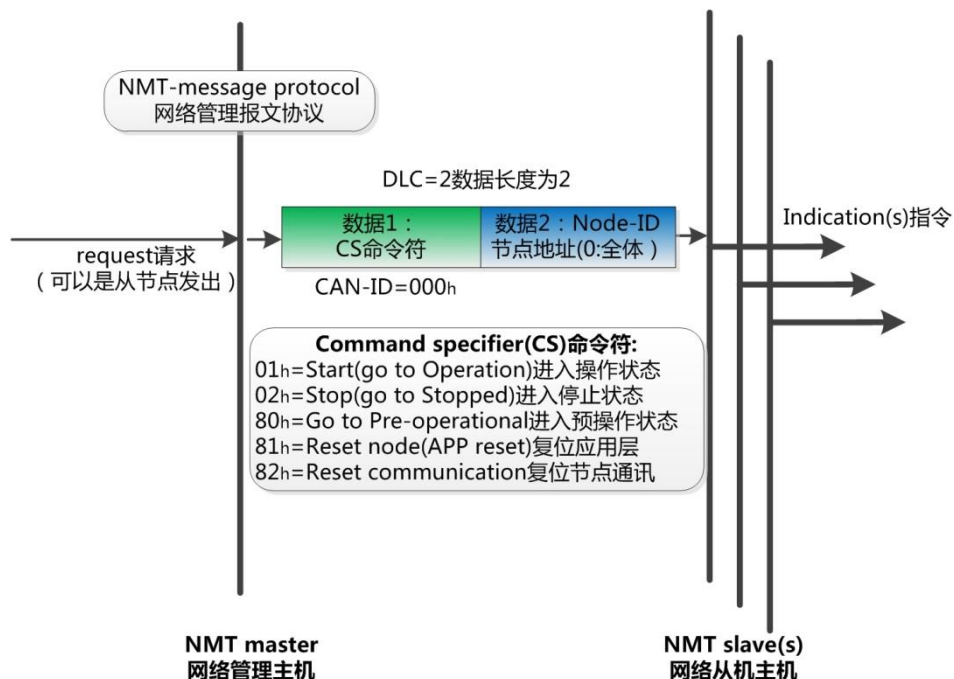 NMT-message protocol
网络管理报文协议
DLC=2数据长度为2
数据1：
CS命令符
数据2：Node-ID
节点地址(0:全体）
Indication(s)指令
request请求
（可以是从节点发出）
CAN-ID=000h
Command specifier(CS)命令符:
01h=Start(go to Operation)进入操作状态
02h=Stop(go to Stopped)进入停止状态
80h=Go to Pre-operational进入预操作状态
81h=Reset node(APP reset)复位应用层
82h=Reset communication复位节点通讯
NMT master
网络管理主机
NMT slave(s)
网络从机主机